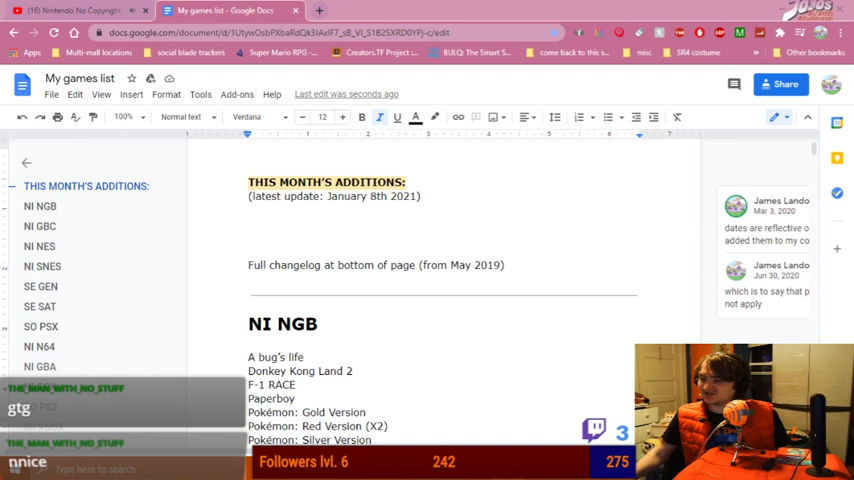 Nintendo No Copyright
My games list - Google Docs
docs.google.com/document/d/1UtywOsbPXbaRdQk3IAxIF7_s8_VI_S1B2SXRD0YPj-c/edit
Apps
Multi-mall locations
social blade trackers
Super Mario RPG...
Creators.TF Project :...
BULQ: The Smart S...
come back to this s...
misc
SR4 costume
Other bookmarks
My games list
File Edit View Insert Format Tools Add-ons Help Last edit was seconds ago
Share
100% Normal text Verdana 12
THIS MONTH'S ADDITIONS:
NI NGB
NI GBC
NI NES
NI SNES
SE GEN
SE SAT
SO PSX
NI N64
NI GBA
SO PS2
THIS MONTH'S ADDITIONS:
(latest update: January 8th 2021)
Full changelog at bottom of page (from May 2019)
NI NGB
A bug's life
Donkey Kong Land 2
F-1 RACE
Paperboy
Pokémon: Gold Version
Pokémon: Red Version (X2)
Pokémon: Silver Version
James Lando
Mar 3, 2020
dates are reflective o
added them to my co
James Lando
Jun 30, 2020
which is to say that p
not apply
THE_MAN_WITH_NO_STUFF
gtg
THE_MAN_WITH_NO_STUFF
nnice
Type here to search
3
Followers lvl. 6 242 275